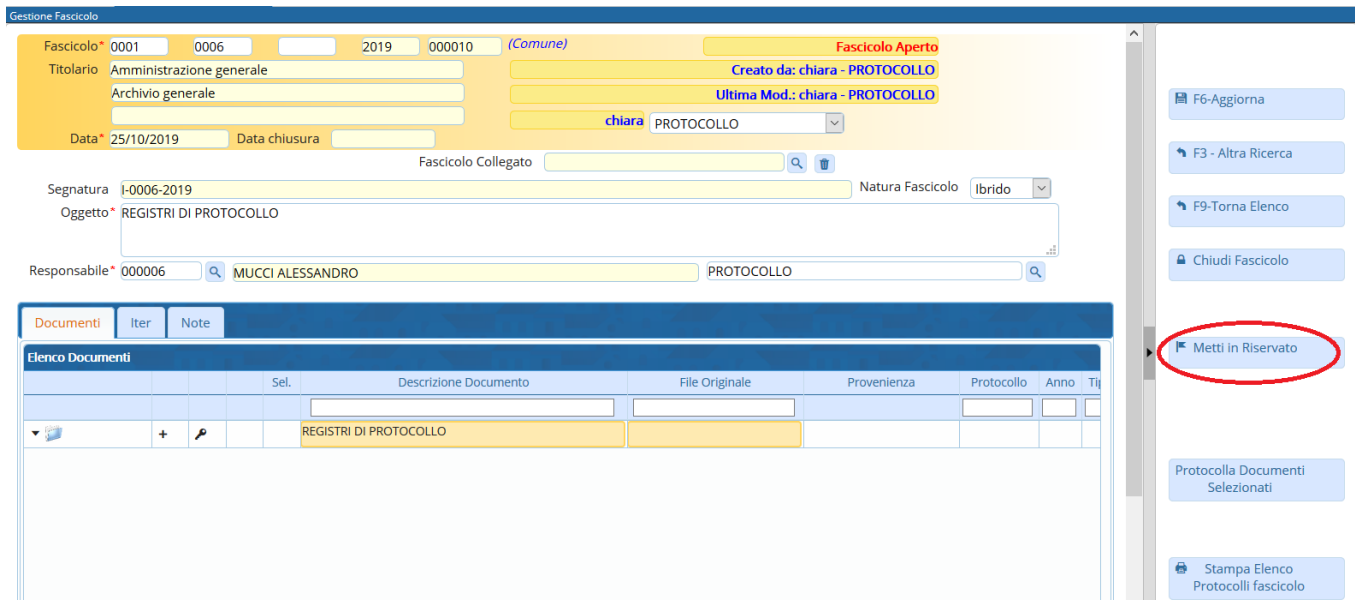 Gestione Fascicolo
Fascicolo* 0001 0006 2019 000010 (Comune) Fascicolo Aperto
Titolario Amministrazione generale Creato da: chiara - PROTOCOLLO
Archivio generale Ultima Mod.: chiara - PROTOCOLLO
chiara PROTOCOLLO
Data* 25/10/2019 Data chiusura
Fascicolo Collegato
Segnatura I-0006-2019 Natura Fascicolo Ibrido
Oggetto* REGISTRI DI PROTOCOLLO
Responsabile* 000006 MUCCI ALESSANDRO PROTOCOLLO
Documenti Iter Note
Elenco Documenti
Sel. Descrizione Documento File Originale Provenienza Protocollo Anno
REGISTRI DI PROTOCOLLO
F6-Aggiorna
F3 - Altra Ricerca
F9-Torna Elenco
Chiudi Fascicolo
Metti in Riservato
Protocolla Documenti
Selezionati
Stampa Elenco
Protocolli fascicolo